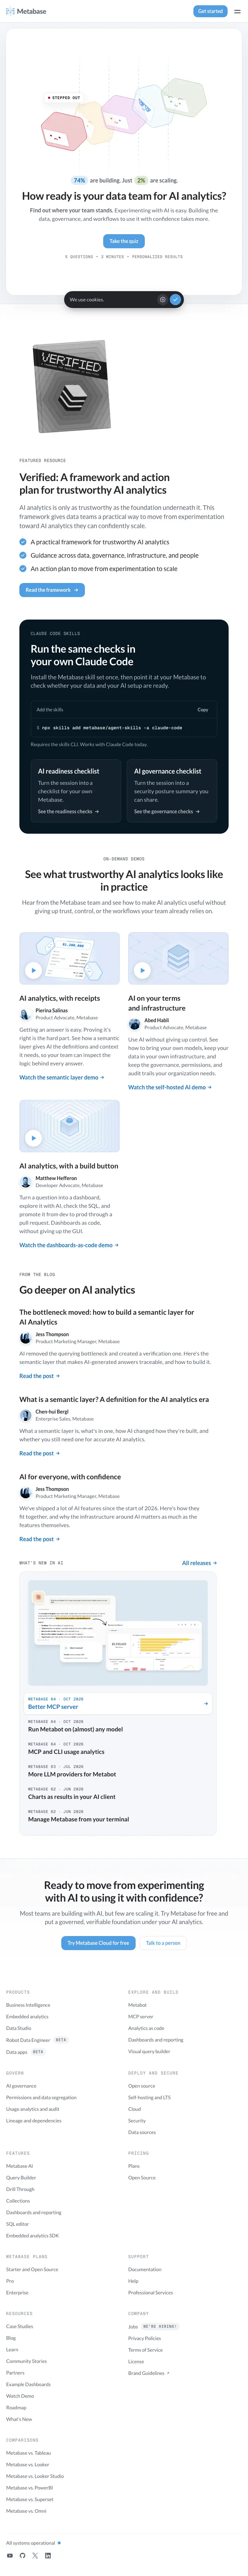 Metabase
Get started
STEPPED OUT
74% are building. Just 2% are scaling.
How ready is your data team for AI analytics?
Find out where your team stands. Experimenting with AI is easy. Building the
data, governance, and workflows to use it with confidence takes more.
Take the quiz
5 QUESTIONS • 2 MINUTES • PERSONALIZED RESULTS
We use cookies.
VERIFIED
FEATURED RESOURCE
Verified: A framework and action
plan for trustworthy AI analytics
AI analytics is only as trustworthy as the foundation underneath it. This
framework gives data teams a practical way to move from experimentation
toward AI analytics they can confidently scale.
A practical framework for trustworthy AI analytics
Guidance across data, governance, infrastructure, and people
An action plan to move from experimentation to scale
Read the framework →
CLAUDE CODE SKILLS
Run the same checks in
your own Claude Code
Install the Metabase skill set once, then point it at your Metabase to
check whether your data and your AI setup are ready.
Add the skills
Copy
$ npx skills add metabase/agent-skills -a claude-code
Requires the skills CLI. Works with Claude Code today.
AI readiness checklist
Turn the session into a
checklist for your own
Metabase.
See the readiness checks →
AI governance checklist
Turn the session into a
security posture summary you
can share.
See the governance checks →
ON-DEMAND DEMOS
See what trustworthy AI analytics looks like
in practice
Hear from the Metabase team and see how to make AI analytics useful without
giving up trust, control, or the workflows your team already relies on.
AI analytics, with receipts
Pierina Salinas
Product Advocate, Metabase
Getting an answer is easy. Proving it's
right is the hard part. See how a semantic
layer gives AI the definitions and context
it needs, so your team can inspect the
logic behind every answer.
Watch the semantic layer demo →
AI on your terms
and infrastructure
Abed Habli
Product Advocate, Metabase
Use AI without giving up control. See
how to bring your own models, keep your
data in your own infrastructure, and
manage the governance, permissions, and
audit trails your organization needs.
Watch the self-hosted AI demo →
AI analytics, with a build button
Matthew Hefferon
Developer Advocate, Metabase
Turn a question into a dashboard,
explore it with AI, check the SQL, and
promote it from dev to prod through a
pull request. Dashboards as code,
without giving up the GUI.
Watch the dashboards-as-code demo →
FROM THE BLOG
Go deeper on AI analytics
The bottleneck moved: how to build a semantic layer for
AI Analytics
Jess Thompson
Product Marketing Manager, Metabase
AI removed the querying bottleneck and created a verification one. Here's the
semantic layer that makes AI-generated answers traceable, and how to build it.
Read the post →
What is a semantic layer? A definition for the AI analytics era
Chen-hui Bergl
Enterprise Sales, Metabase
What a semantic layer is, what's in one, how AI changed how they're built, and
whether you still need one for accurate AI analytics.
Read the post →
AI for everyone, with confidence
Jess Thompson
Product Marketing Manager, Metabase
We've shipped a lot of AI features since the start of 2026. Here's how they
fit together, and why the infrastructure around AI matters as much as the
features themselves.
Read the post →
WHAT'S NEW IN AI
All releases →
Better MCP server
Run Metabot on (almost) any model
MCP and CLI usage analytics
More LLM providers for Metabot
Charts as results in your AI client
Manage Metabase from your terminal
Ready to move from experimenting
with AI to using it with confidence?
Most teams are building with AI, but few are scaling it. Try Metabase for free and
put a governed, verifiable foundation under your AI analytics.
Try Metabase Cloud for free
Talk to a person
PRODUCTS
Business Intelligence
Embedded analytics
Data Studio
Robot Data Engineer BETA
Data apps BETA
EXPLORE AND BUILD
Metabot
MCP server
Analytics as code
Dashboards and reporting
Visual query builder
GOVERN
AI governance
Permissions and data segregation
Usage analytics and audit
Lineage and dependencies
DEPLOY AND SECURE
Open source
Self-hosting and LTS
Cloud
Security
Data sources
FEATURES
Metabase AI
Query Builder
Drill Through
Collections
Dashboards and reporting
SQL editor
Embedded analytics SDK
PRICING
Plans
Open Source
METABASE PLANS
Starter and Open Source
Pro
Enterprise
SUPPORT
Documentation
Help
Professional Services
RESOURCES
Case Studies
Blog
Learn
Community Stories
Partners
Example Dashboards
Watch Demo
Roadmap
What's New
COMPANY
Jobs WE'RE HIRING!
Privacy Policies
Terms of Service
License
Brand Guidelines ↗
COMPARISONS
Metabase vs. Tableau
Metabase vs. Looker
Metabase vs. Looker Studio
Metabase vs. PowerBI
Metabase vs. Superset
Metabase vs. Omni
All systems operational